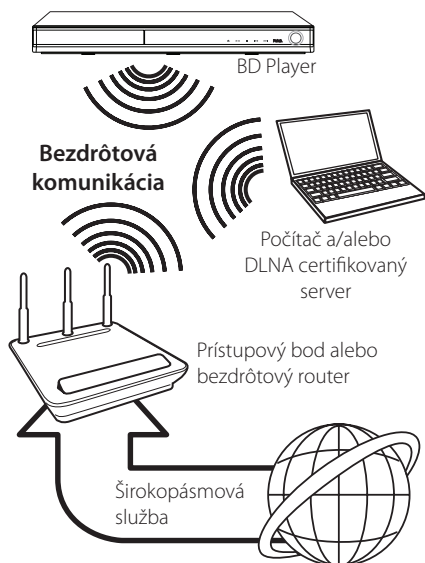 BD Player
Bezdrôtová
komunikácia
Počítač a/alebo
DLNA certifikovaný
server
Prístupový bod alebo
bezdrôtový router
Širokopásmová
služba